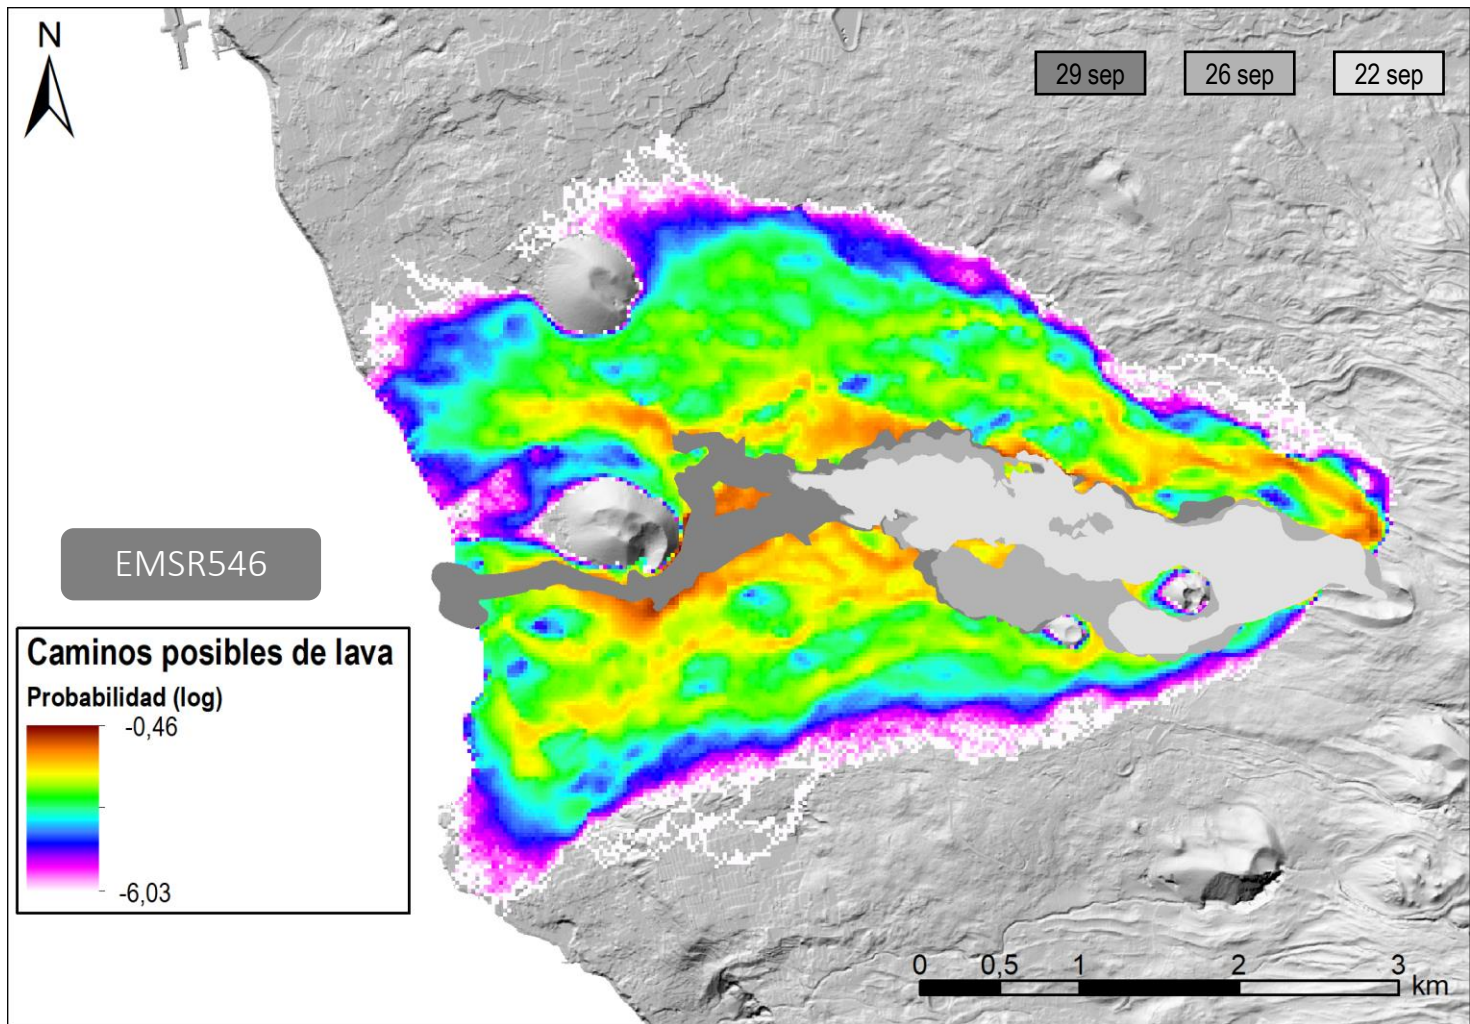 N
29 sep
26 sep
22 sep
EMSR546
Caminos posibles de lava
Probabilidad (log)
-0,46
-6,03
0 0,5 1 2 3
km